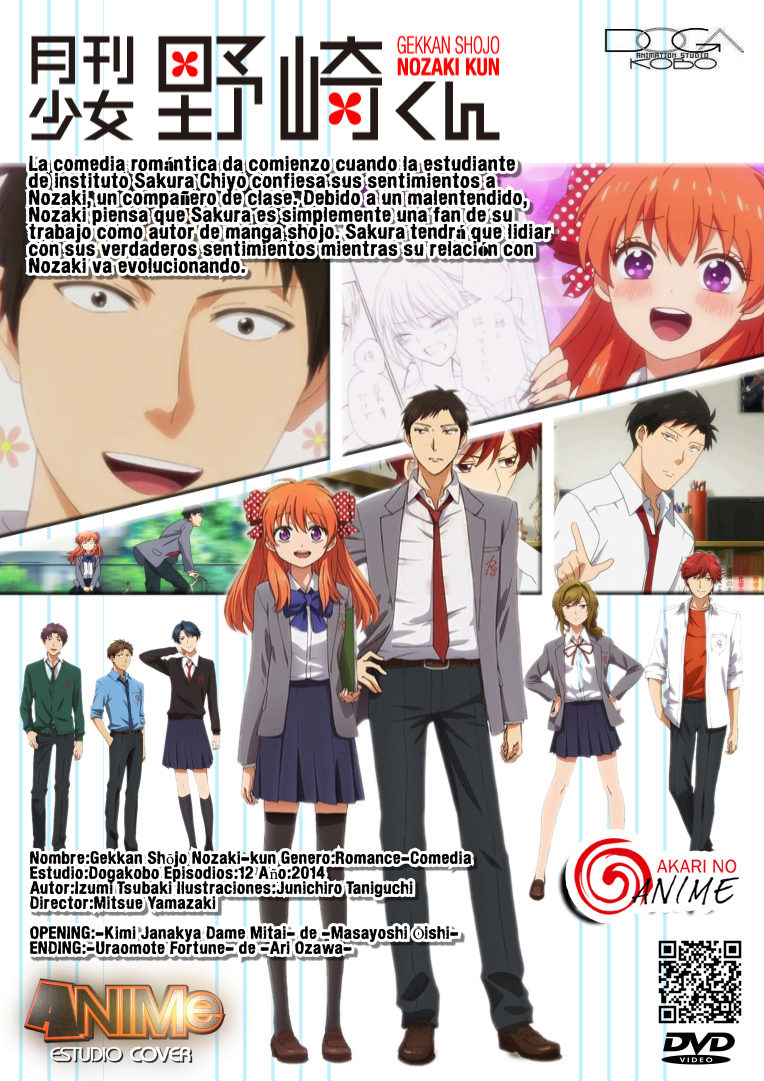 月刊
少女
野崎くん
GEKKAN SHOJO
NOZAKI KUN
DOGA
ANIMATION STUDIO
KOBO
La comedia romántica da comienzo cuando la estudiante
de instituto Sakura Chiyo confiesa sus sentimientos a
Nozaki, un compañero de clase. Debido a un malentendido,
Nozaki piensa que Sakura es simplemente una fan de su
trabajo como autor de manga shojo. Sakura tendrá que lidiar
con sus verdaderos sentimientos mientras su relación con
Nozaki va evolucionando.
Nombre:Gekkan Shōjo Nozaki-kun Genero:Romance-Comedia
Estudio:Dogakobo Episodios:12 Año:2014
Autor:Izumi Tsubaki Ilustraciones:Junichiro Taniguchi
Director:Mitsue Yamazaki
OPENING:-Kimi Janakya Dame Mitai- de -Masayoshi Ōishi-
ENDING:-Uraomote Fortune- de -Ari Ozawa-
AKARI NO
ANIME
ANIMe
ESTUDIO COVER
DVD
VIDEO